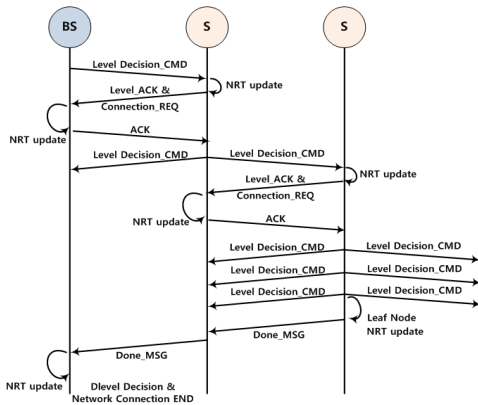 BS
S
S
Level Decision_CMD
NRT update
Level_ACK &
Connection_REQ
NRT update
ACK
Level Decision_CMD
Level Decision_CMD
NRT update
Level_ACK &
Connection_REQ
NRT update
ACK
Level Decision_CMD
Level Decision_CMD
Level Decision_CMD
Level Decision_CMD
Level Decision_CMD
Level Decision_CMD
Leaf Node
NRT update
Done_MSG
Done_MSG
NRT update
Dlevel Decision &
Network Connection END